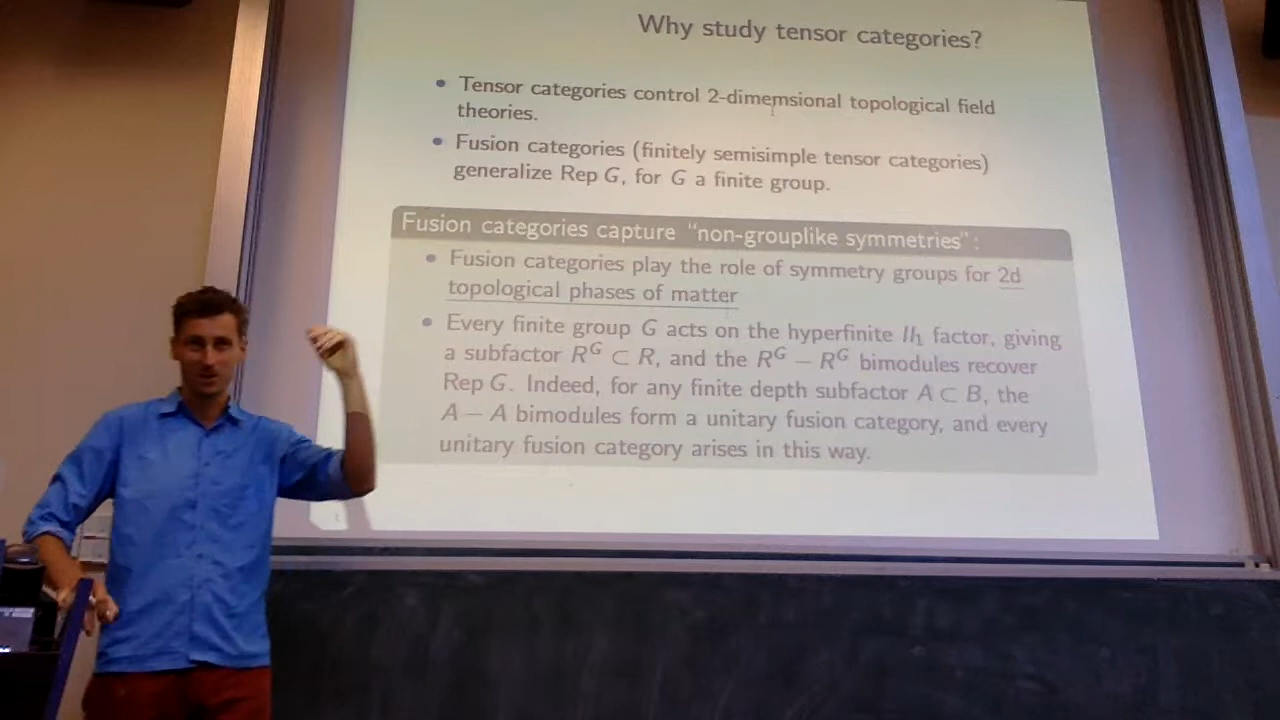 Why study tensor categories?
• Tensor categories control 2-dimemsional topological field
theories.
• Fusion categories (finitely semisimple tensor categories)
generalize Rep G, for G a finite group.
Fusion categories capture “non-grouplike symmetries”:
• Fusion categories play the role of symmetry groups for 2d
topological phases of matter
• Every finite group G acts on the hyperfinite II₁ factor, giving
a subfactor Rᴳ ⊂ R, and the Rᴳ − Rᴳ bimodules recover
Rep G. Indeed, for any finite depth subfactor A ⊂ B, the
A − A bimodules form a unitary fusion category, and every
unitary fusion category arises in this way.